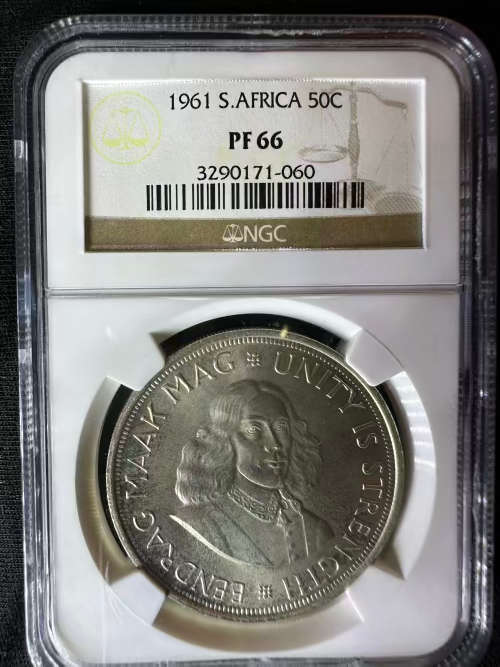 1961 S.AFRICA 50C
PF 66
3290171-060
NGC
EENDRAG MAAK MAG
UNITY IS STRENGTH